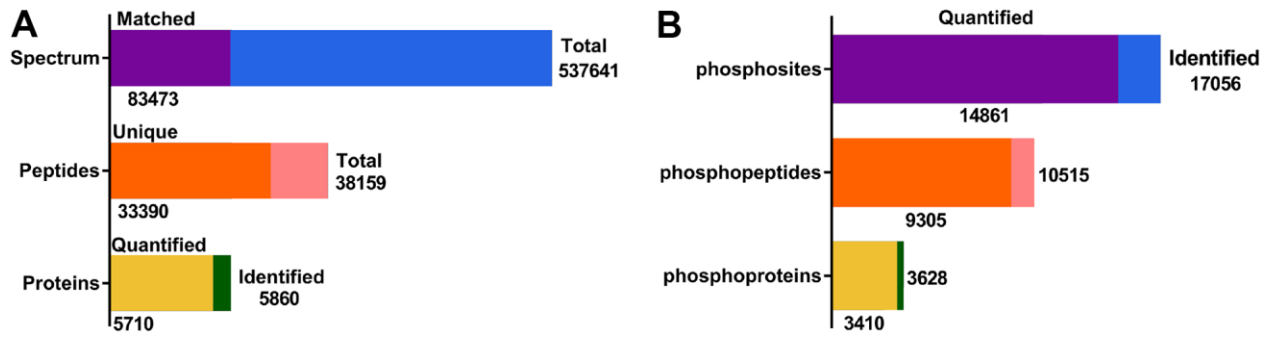 A
Matched
Spectrum
Total
537641
83473
Unique
Peptides
Total
38159
33390
Quantified
Proteins
Identified
5860
5710
B
Quantified
phosphosites
Identified
17056
14861
phosphopeptides
10515
9305
phosphoproteins
3628
3410